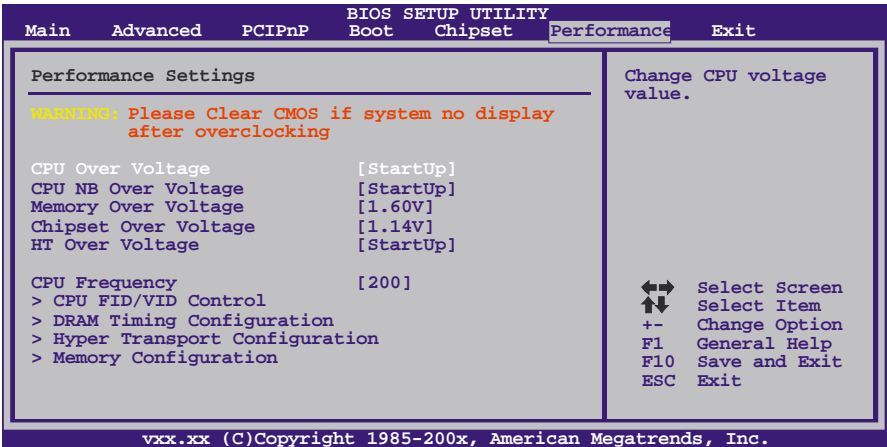 BIOS SETUP UTILITY
Main Advanced PCIPnP Boot Chipset Performance Exit
Performance Settings
WARNING: Please Clear CMOS if system no display
after overclocking
CPU Over Voltage [StartUp]
CPU NB Over Voltage [StartUp]
Memory Over Voltage [1.60V]
Chipset Over Voltage [1.14V]
HT Over Voltage [StartUp]
CPU Frequency [200]
> CPU FID/VID Control
> DRAM Timing Configuration
> Hyper Transport Configuration
> Memory Configuration
Change CPU voltage
value.
Select Screen
Select Item
+- Change Option
F1 General Help
F10 Save and Exit
ESC Exit
vxx.xx (C)Copyright 1985-200x, American Megatrends, Inc.